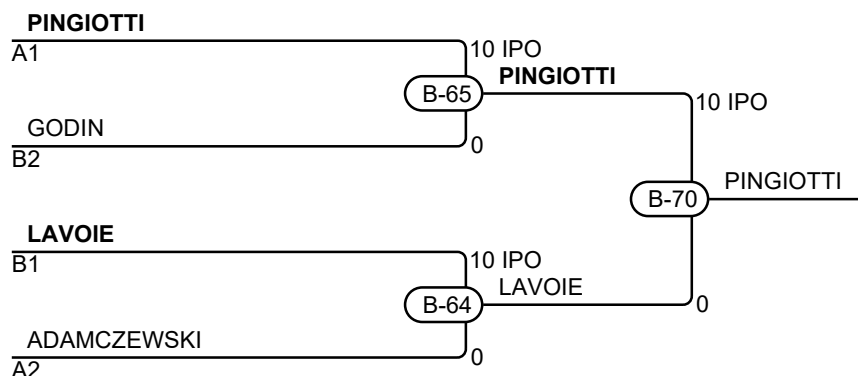 PINGIOTTI
A1
10 IPO
B-65
PINGIOTTI
10 IPO
GODIN
B2
0
B-70
PINGIOTTI
LAVOIE
B1
10 IPO
B-64
LAVOIE
0
ADAMCZEWSKI
A2
0